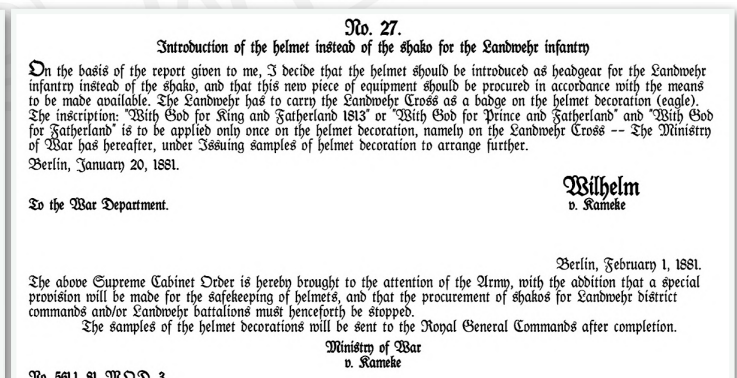 No. 27.
Introduction of the helmet instead of the shako for the Landwehr infantry
On the basis of the report given to me, I decide that the helmet should be introduced as headgear for the Landwehr
infantry instead of the shako, and that this new piece of equipment should be procured in accordance with the means
to be made available. The Landwehr has to carry the Landwehr Cross as a badge on the helmet decoration (eagle).
The inscription: "With God for King and Fatherland 1813" or "With God for Prince and Fatherland" and "With God
for Fatherland" is to be applied only once on the helmet decoration, namely on the Landwehr Cross -- The Ministry
of War has hereafter, under Issuing samples of helmet decoration to arrange further.
Berlin, January 20, 1881.
Wilhelm
To the War Department.
v. Kameke
Berlin, February 1, 1881.
The above Supreme Cabinet Order is hereby brought to the attention of the Army, with the addition that a special
provision will be made for the safekeeping of helmets, and that the procurement of shakos for Landwehr district
commands and/or Landwehr battalions must henceforth be stopped.
The samples of the helmet decorations will be sent to the Royal General Commands after completion.
Ministry of War
v. Kameke
No.